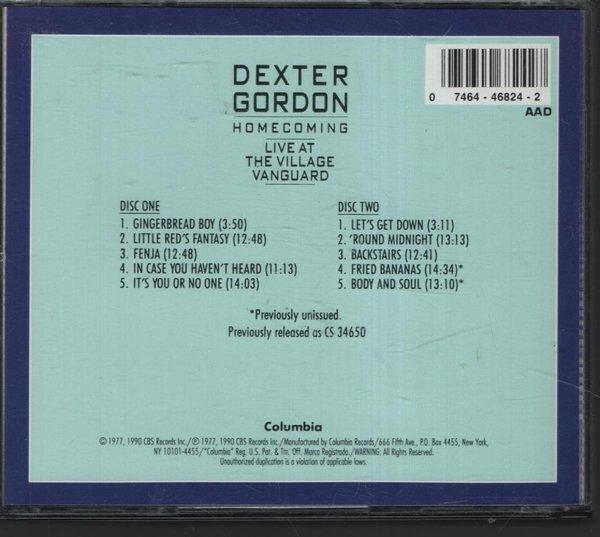 DEXTER
GORDON
HOMECOMING
LIVE AT
THE VILLAGE
VANGUARD
0 7464 - 46824 - 2
AAD
DISC ONE
1. GINGERBREAD BOY (3:50)
2. LITTLE RED'S FANTASY (12:48)
3. FENJA (12:48)
4. IN CASE YOU HAVEN'T HEARD (11:13)
5. IT'S YOU OR NO ONE (14:03)
DISC TWO
1. LET'S GET DOWN (3:11)
2. 'ROUND MIDNIGHT (13:13)
3. BACKSTAIRS (12:41)
4. FRIED BANANAS (14:34)*
5. BODY AND SOUL (13:10)*
*Previously unissued.
Previously released as CS 34650
Columbia
© 1977, 1990 CBS Records Inc./℗ 1977, 1990 CBS Records Inc./Manufactured by Columbia Records/666 Fifth Ave., P.O. Box 4455, New York,
NY 10101-4455/"Columbia" Reg. U.S. Pat. & Tm. Off. Marca Registrada./WARNING: All Rights Reserved.
Unauthorized duplication is a violation of applicable laws.